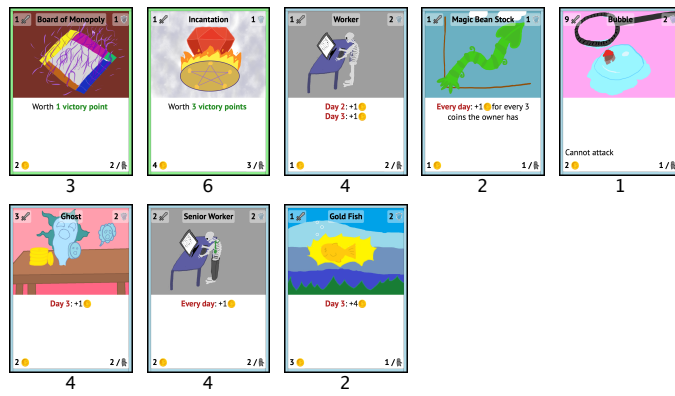 1 Board of Monopoly 1
Worth 1 victory point
2 2/
3
1 Incantation 1
Worth 3 victory points
4 3/
6
1 Worker 2
Day 2: +1
Day 3: +1
1 2/
4
1 Magic Bean Stock 1
Every day: +1 for every 3
coins the owner has
1 2/
2
9 Bubble 2
Cannot attack
2 1/
1
3 Ghost 2
Day 3: +1
2 2/
4
2 Senior Worker 2
Every day: +1
2 2/
4
1 Gold Fish 2
Day 3: +4
3 1/
2